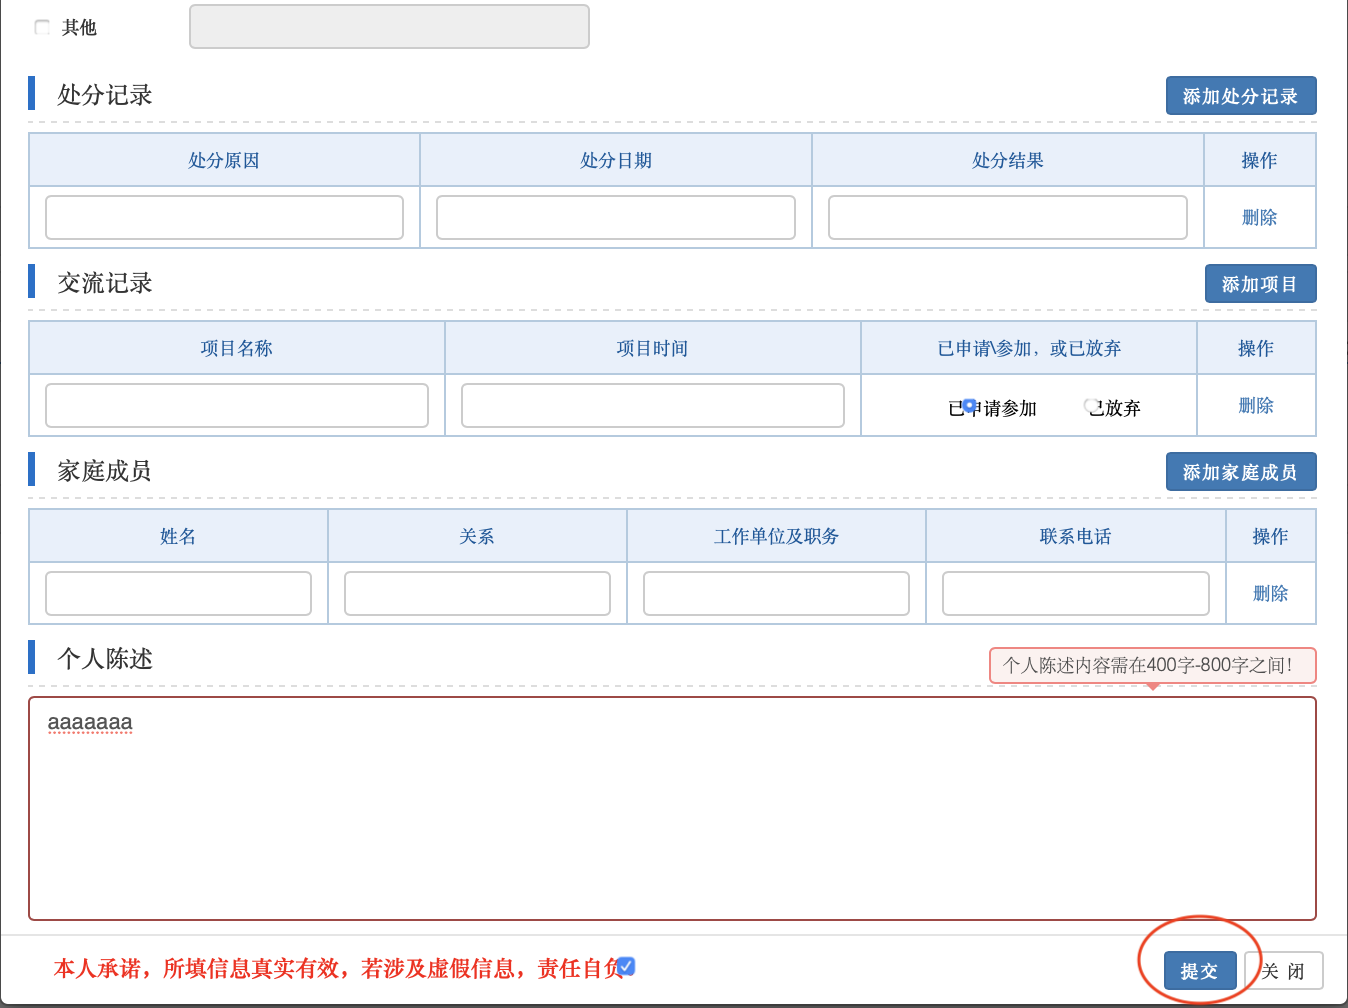 其他
处分记录 添加处分记录
处分原因 处分日期 处分结果 操作
删除
交流记录 添加项目
项目名称 项目时间 已申请\参加，或已放弃 操作
已申请参加 已放弃 删除
家庭成员 添加家庭成员
姓名 关系 工作单位及职务 联系电话 操作
删除
个人陈述 个人陈述内容需在400字-800字之间！
aaaaaaa
本人承诺，所填信息真实有效，若涉及虚假信息，责任自负 提交 关 闭